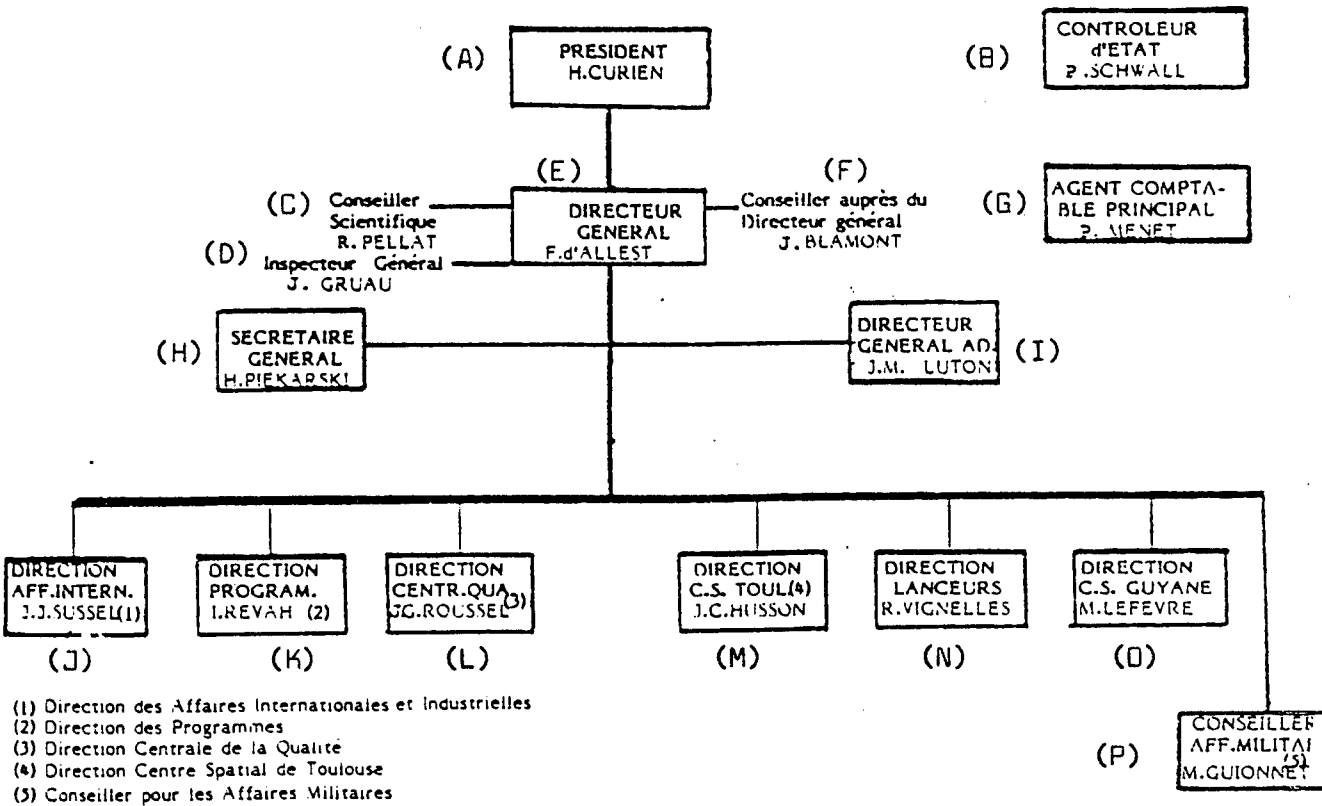 (A)
PRESIDENT
H.CURIEN
(B)
CONTROLEUR
d'ETAT
P.SCHWALL
(C)
Conseiller
Scientifique
R. PELLAT
(D)
Inspecteur Général
J. GRUAU
(E)
DIRECTEUR
GENERAL
F.d'ALLEST
(F)
Conseiller auprès du
Directeur général
J. BLAMONT
(G)
AGENT COMPTA-
BLE PRINCIPAL
P. MENET
(H)
SECRETAIRE
GENERAL
H.PIEKARSKI
DIRECTEUR
GENERAL AD.
J.M. LUTON
(I)
DIRECTION
AFF.INTERN.
J.J.SUSSEL(1)
(J)
DIRECTION
PROGRAM.
I.REVAH (2)
(K)
DIRECTION
CENTR.QUA.
J.G.ROUSSEL(3)
(L)
DIRECTION
C.S. TOUL(4)
J.C.HUSSON
(M)
DIRECTION
LANCEURS
R.VIGNELLES
(N)
DIRECTION
C.S. GUYANE
M.LEFEVRE
(O)
(1) Direction des Affaires Internationales et Industrielles
(2) Direction des Programmes
(3) Direction Centrale de la Qualité
(4) Direction Centre Spatial de Toulouse
(5) Conseiller pour les Affaires Militaires
(P)
CONSEILLER
AFF.MILITAI
(5)
M.GUIONNET